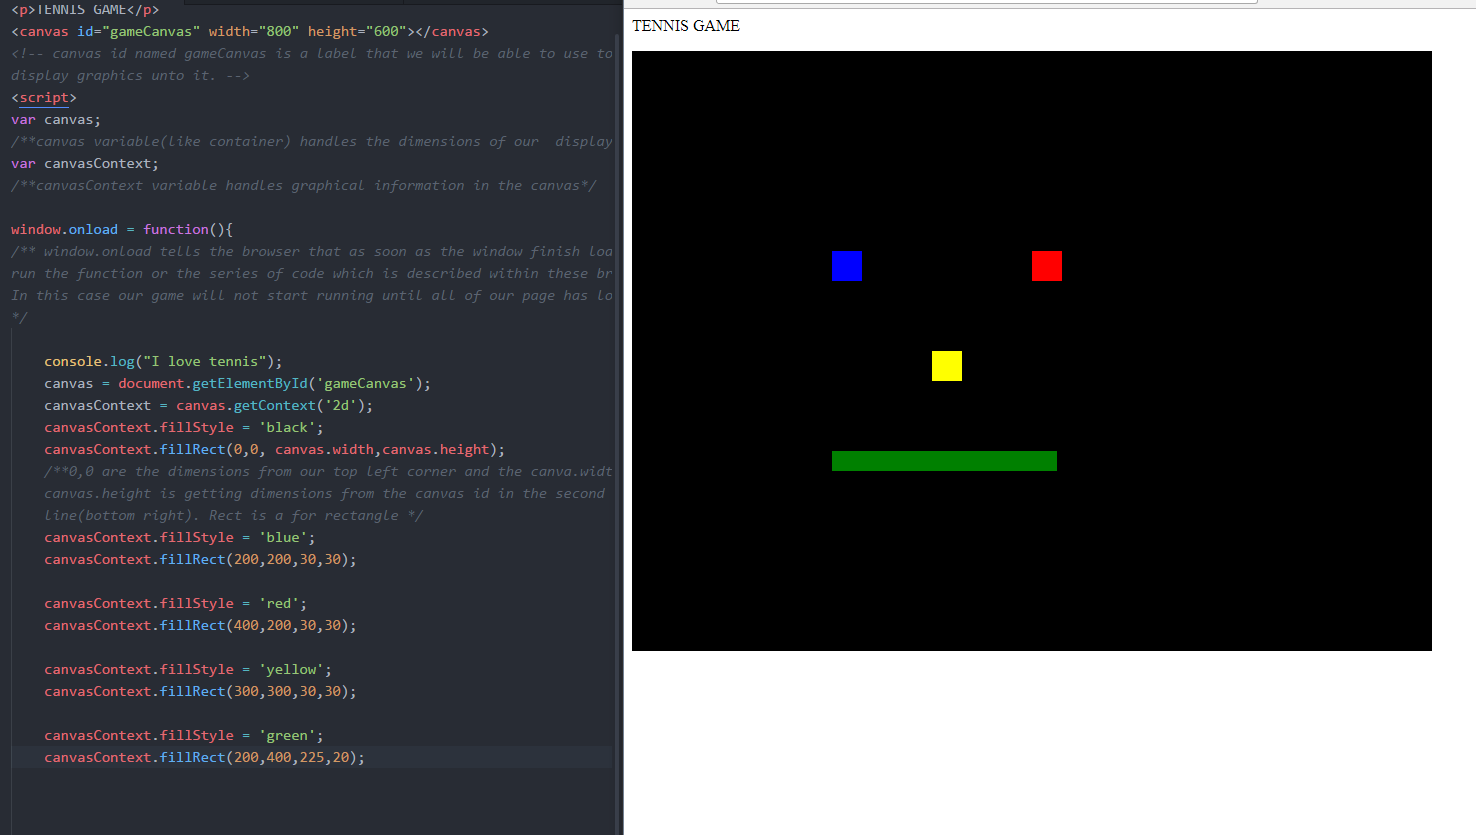 <p>TENNIS GAME</p>
<canvas id="gameCanvas" width="800" height="600"></canvas>
<!-- canvas id named gameCanvas is a label that we will be able to use to
display graphics unto it. -->
<script>
var canvas;
/**canvas variable(like container) handles the dimensions of our  display
var canvasContext;
/**canvasContext variable handles graphical information in the canvas*/
window.onload = function(){
/** window.onload tells the browser that as soon as the window finish loa
run the function or the series of code which is described within these br
In this case our game will not start running until all of our page has lo
*/
console.log("I love tennis");
canvas = document.getElementById('gameCanvas');
canvasContext = canvas.getContext('2d');
canvasContext.fillStyle = 'black';
canvasContext.fillRect(0,0, canvas.width,canvas.height);
/**0,0 are the dimensions from our top left corner and the canva.widt
canvas.height is getting dimensions from the canvas id in the second
line(bottom right). Rect is a for rectangle */
canvasContext.fillStyle = 'blue';
canvasContext.fillRect(200,200,30,30);
canvasContext.fillStyle = 'red';
canvasContext.fillRect(400,200,30,30);
canvasContext.fillStyle = 'yellow';
canvasContext.fillRect(300,300,30,30);
canvasContext.fillStyle = 'green';
canvasContext.fillRect(200,400,225,20);
TENNIS GAME